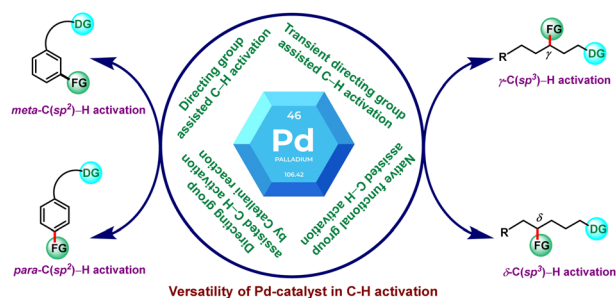 DG
FG
meta-C(sp²)–H activation
DG
FG
para-C(sp²)–H activation
Directing group
assisted C–H activation
Transient directing group
assisted C–H activation
46
Pd
PALLADIUM
106.42
Directing group
assisted C–H activation
by Catellani reaction
Native functional group
assisted C–H activation
FG
R
γ
DG
γ-C(sp³)–H activation
δ
R
FG
DG
δ-C(sp³)–H activation
Versatility of Pd-catalyst in C-H activation